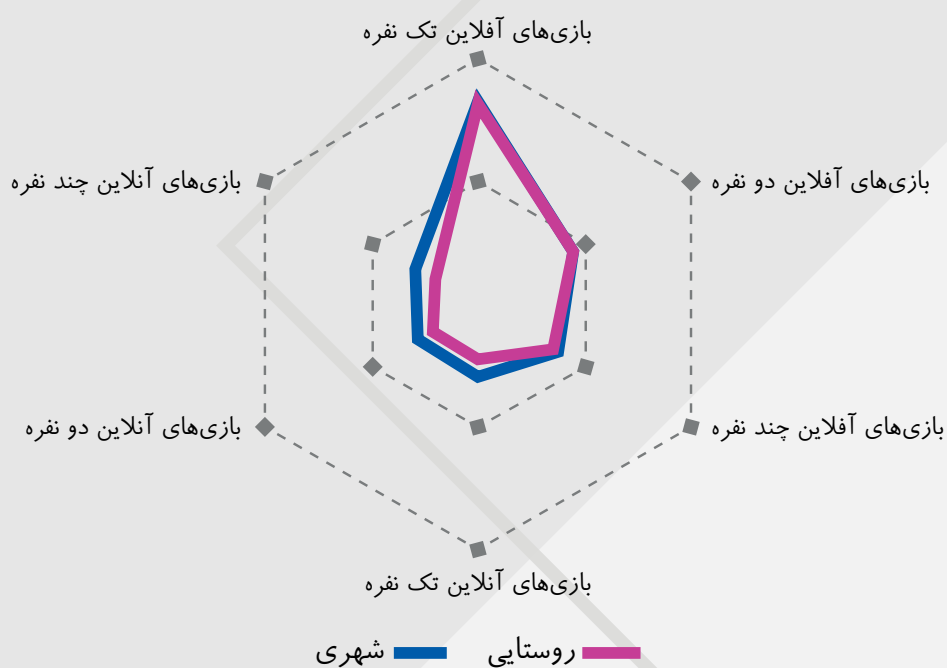 بازی‌های آفلاین تک نفره
بازی‌های آفلاین دو نفره
بازی‌های آنلاین چند نفره
بازی‌های آفلاین چند نفره
بازی‌های آنلاین دو نفره
بازی‌های آنلاین تک نفره
روستایی
شهری